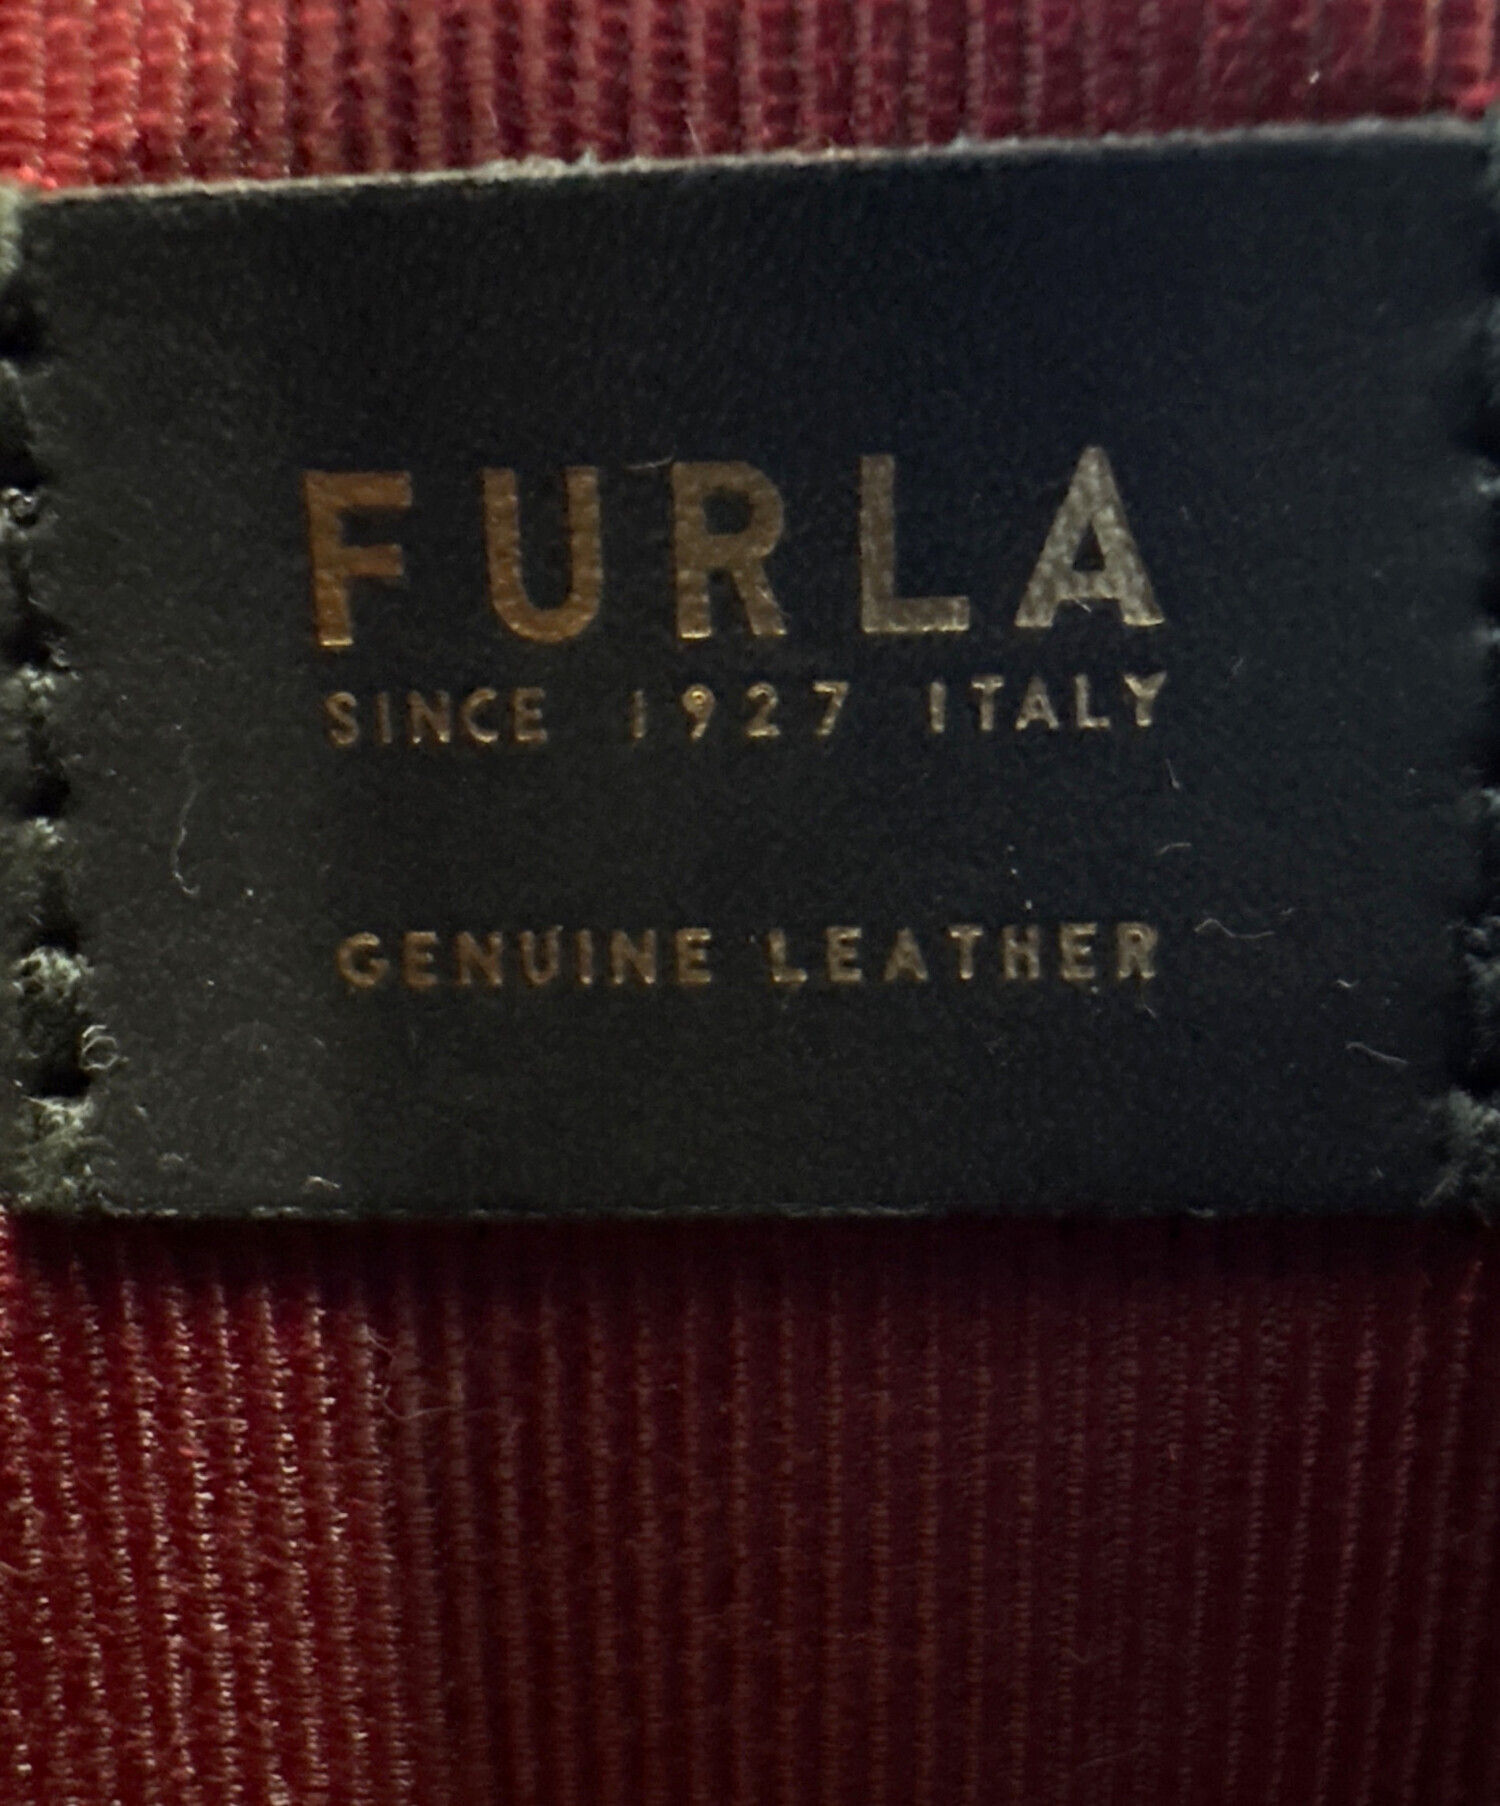 FURLA
SINCE 1927 ITALY
GENUINE LEATHER